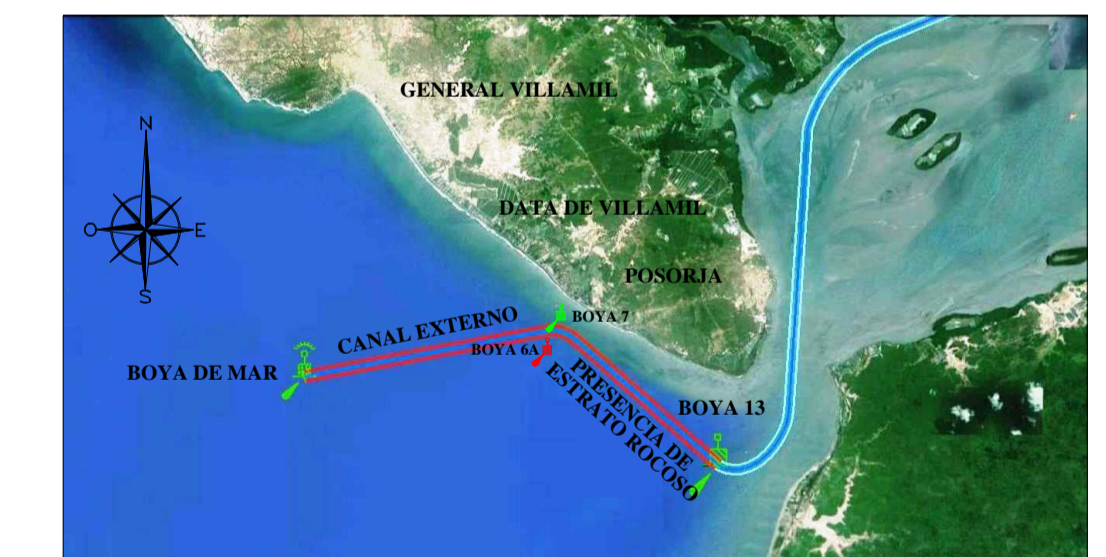 GENERAL VILLAMIL
N
DATA DE VILLAMIL
O
E
POSORJA
S
CANAL EXTERNO
BOYA 7
BOYA 6A
BOYA DE MAR
PRESENCIA DE
ESTRATO ROCOSO
BOYA 13